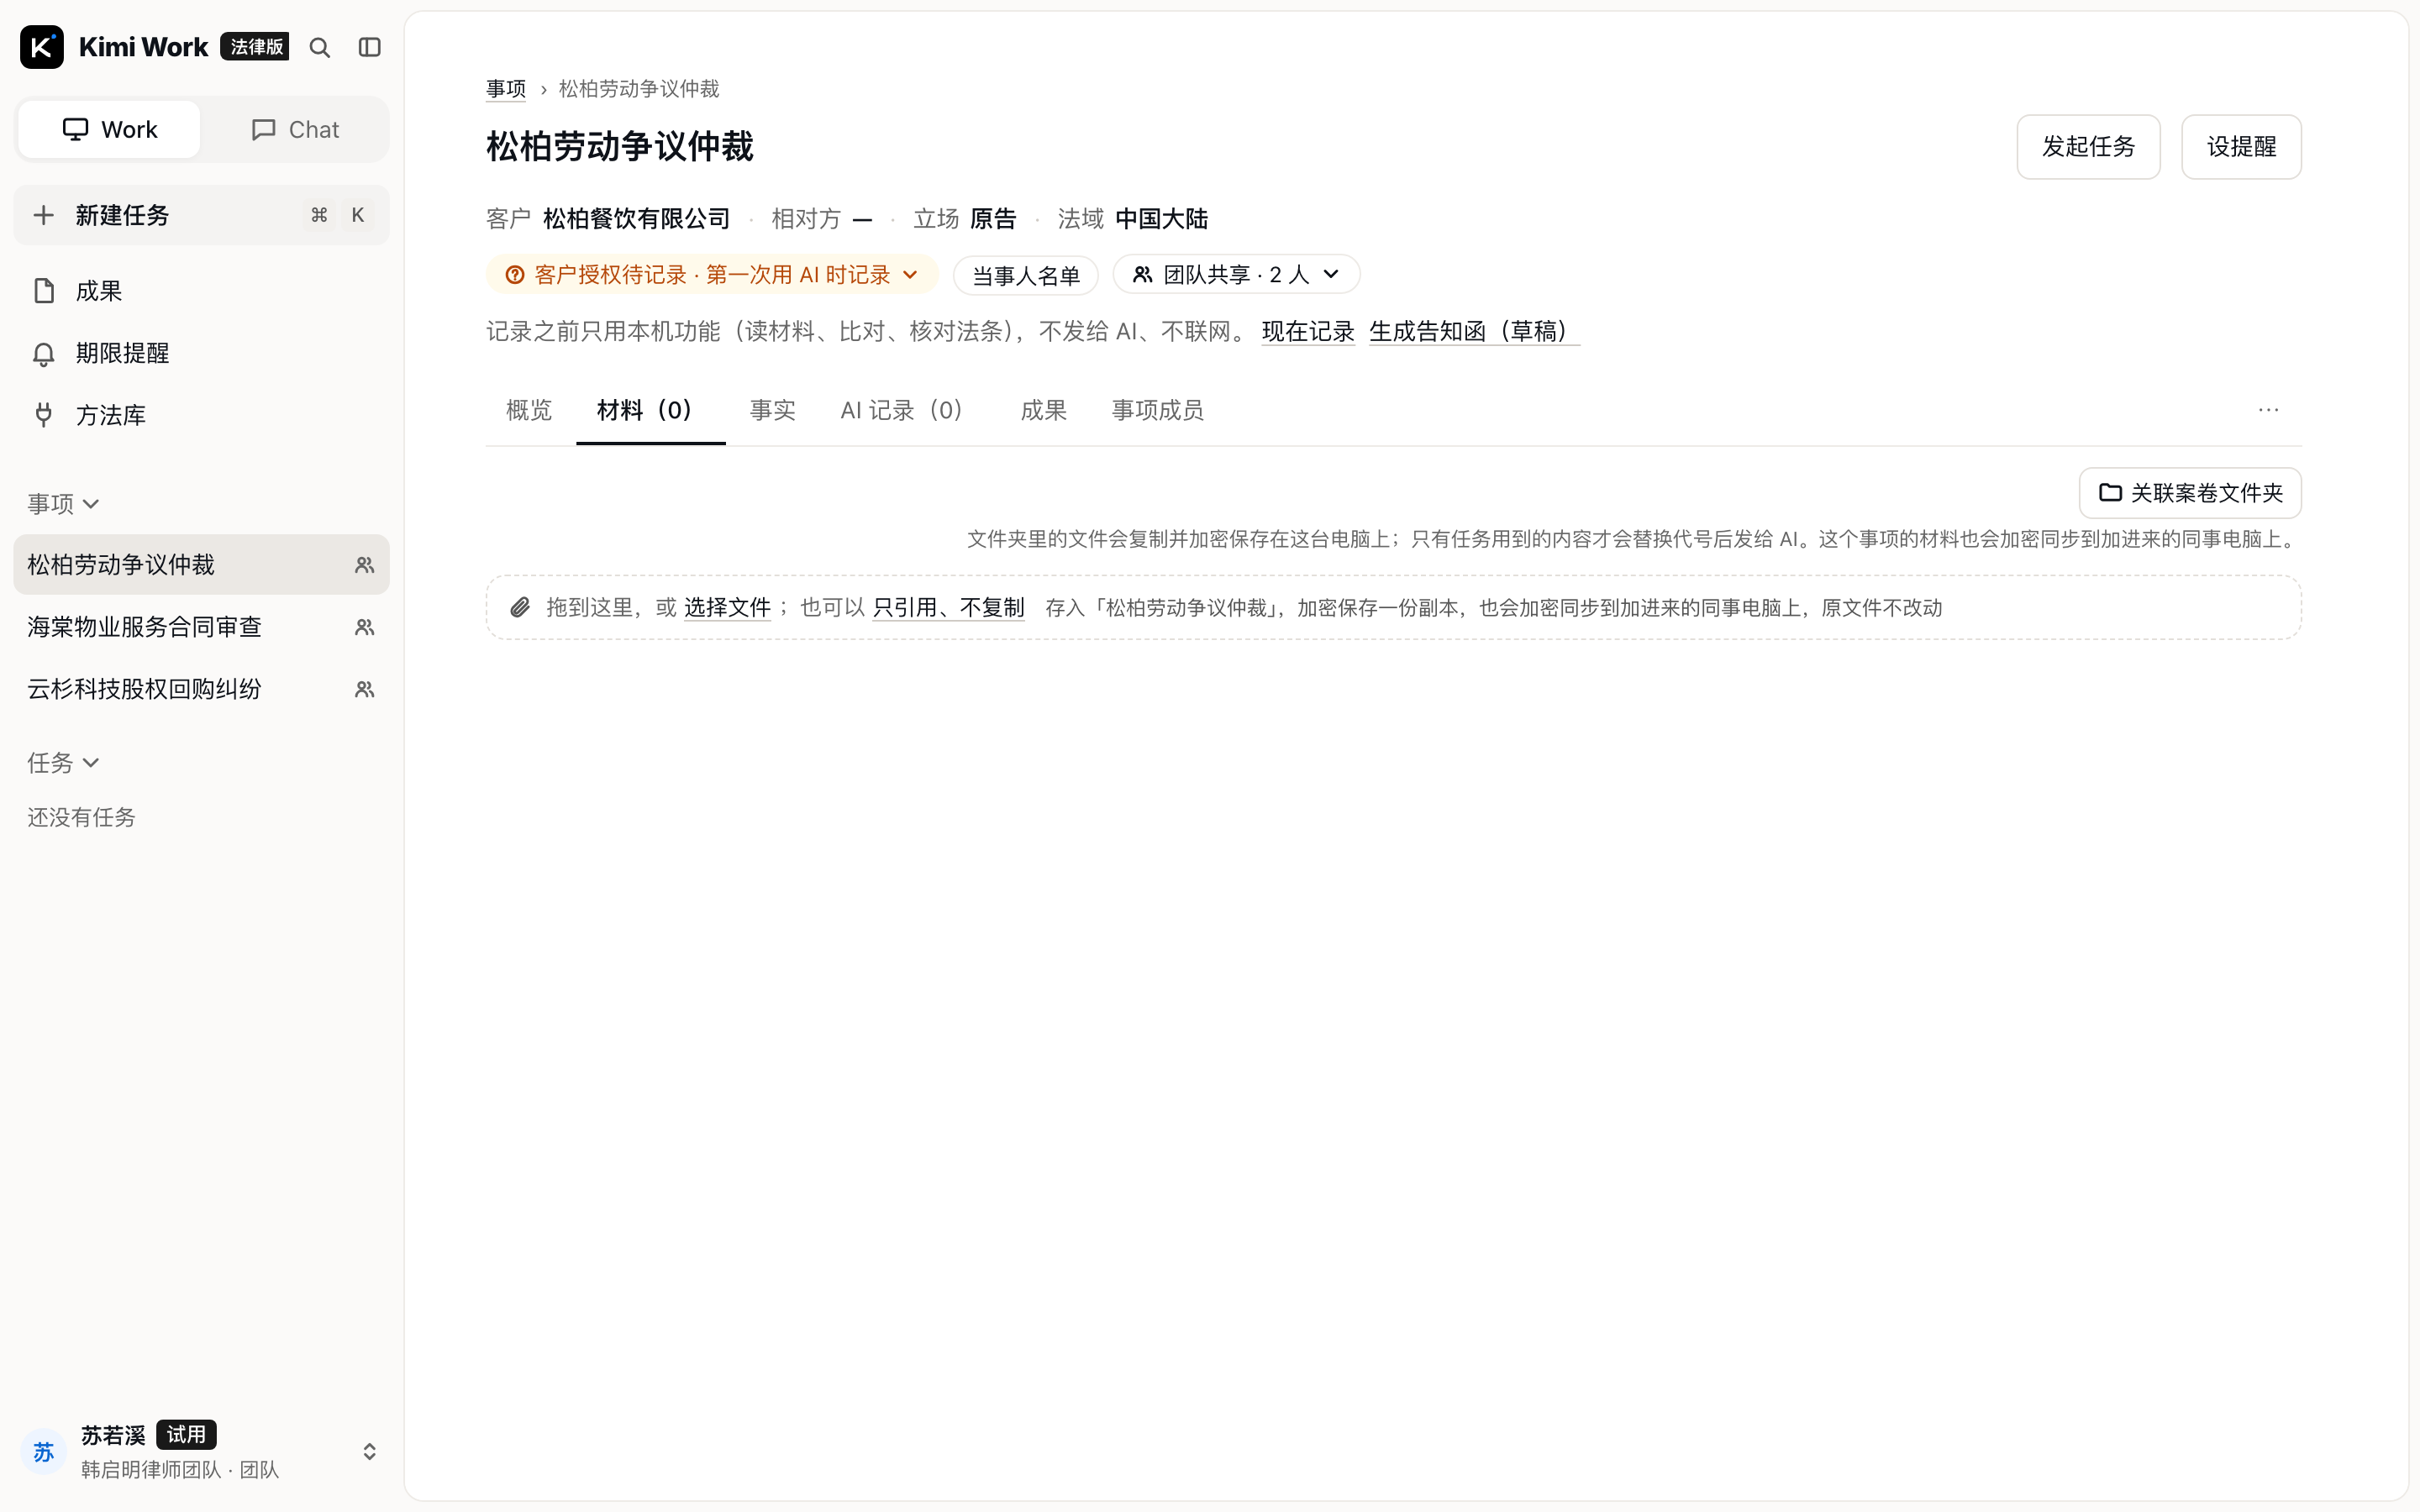 Kimi Work 法律版
Work Chat
新建任务 ⌘ K
成果
期限提醒
方法库
事项
松柏劳动争议仲裁
海棠物业服务合同审查
云杉科技股权回购纠纷
任务
还没有任务
苏 苏若溪 试用
韩启明律师团队 · 团队
事项 › 松柏劳动争议仲裁
松柏劳动争议仲裁
发起任务 设提醒
客户 松柏餐饮有限公司 · 相对方 — · 立场 原告 · 法域 中国大陆
客户授权待记录 · 第一次用 AI 时记录 当事人名单 团队共享 · 2 人
记录之前只用本机功能（读材料、比对、核对法条），不发给 AI、不联网。 现在记录 生成告知函（草稿）
概览 材料（0） 事实 AI 记录（0） 成果 事项成员 ···
关联案卷文件夹
文件夹里的文件会复制并加密保存在这台电脑上；只有任务用到的内容才会替换代号后发给 AI。这个事项的材料也会加密同步到加进来的同事电脑上。
拖到这里，或 选择文件 ；也可以 只引用、不复制 存入「松柏劳动争议仲裁」，加密保存一份副本，也会加密同步到加进来的同事电脑上，原文件不改动